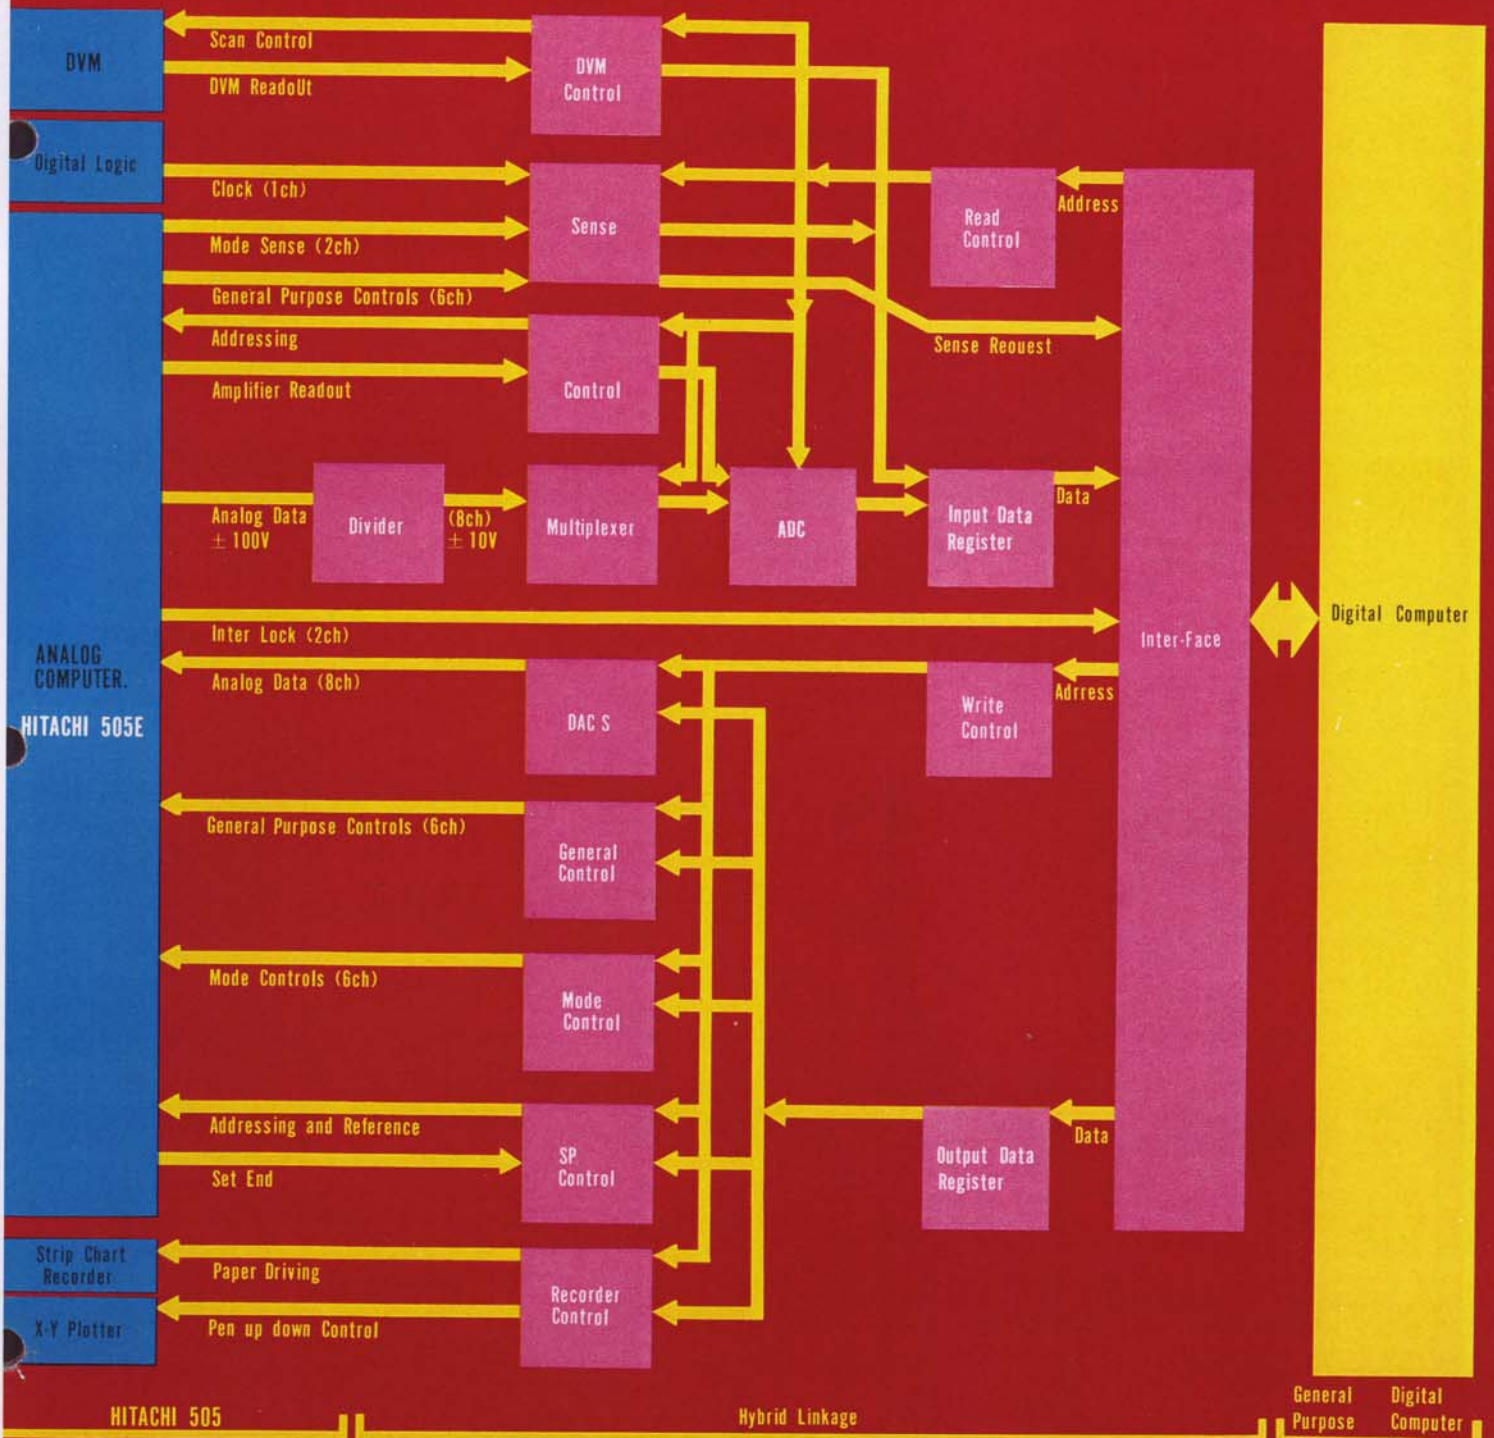 Scan Control
DVM
DVM
Control
DVM ReadoUt
Digital Logic
Clock (1ch)
Address
Sense
Read
Control
Mode Sense (2ch)
General Purpose Controls (6ch)
Addressing
Sense Reouest
Amplifier Readout
Control
Data
Analog Data
± 100V
Divider
(8ch)
± 10V
Multiplexer
ADC
Input Data
Register
Inter Lock (2ch)
Inter-Face
Digital Computer
ANALOG
COMPUTER.
HITACHI 505E
Analog Data (8ch)
DAC S
Adrress
Write
Control
General Purpose Controls (6ch)
General
Control
Mode Controls (6ch)
Mode
Control
Addressing and Reference
Data
SP
Control
Output Data
Register
Set End
Strip Chart
Recorder
Paper Driving
Recorder
Control
X-Y Plotter
Pen up down Control
HITACHI 505
Hybrid Linkage
General Digital
Purpose Computer